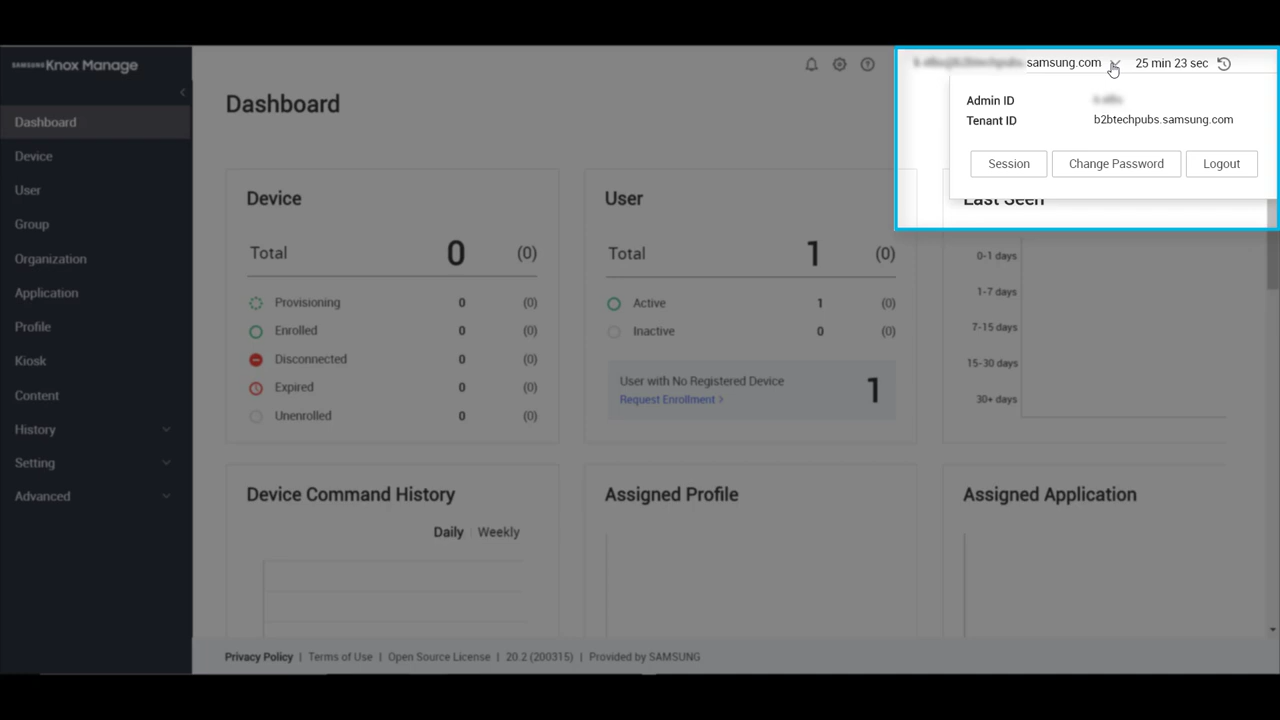 SAMSUNG Knox Manage
Dashboard
Device
User
Group
Organization
Application
Profile
Kiosk
Content
History
Setting
Advanced
samsung.com 25 min 23 sec
Admin ID
Tenant ID b2btechpubs.samsung.com
Session Change Password Logout
Dashboard
Device
Total 0 (0)
Provisioning 0 (0)
Enrolled 0 (0)
Disconnected 0 (0)
Expired 0 (0)
Unenrolled 0 (0)
User
Total 1 (0)
Active 1 (0)
Inactive 0 (0)
User with No Registered Device 1
Request Enrollment >
Last Seen
0-1 days
1-7 days
7-15 days
15-30 days
30+ days
Device Command History
Daily | Weekly
Assigned Profile
Assigned Application
Privacy Policy | Terms of Use | Open Source License | 20.2 (200315) | Provided by SAMSUNG